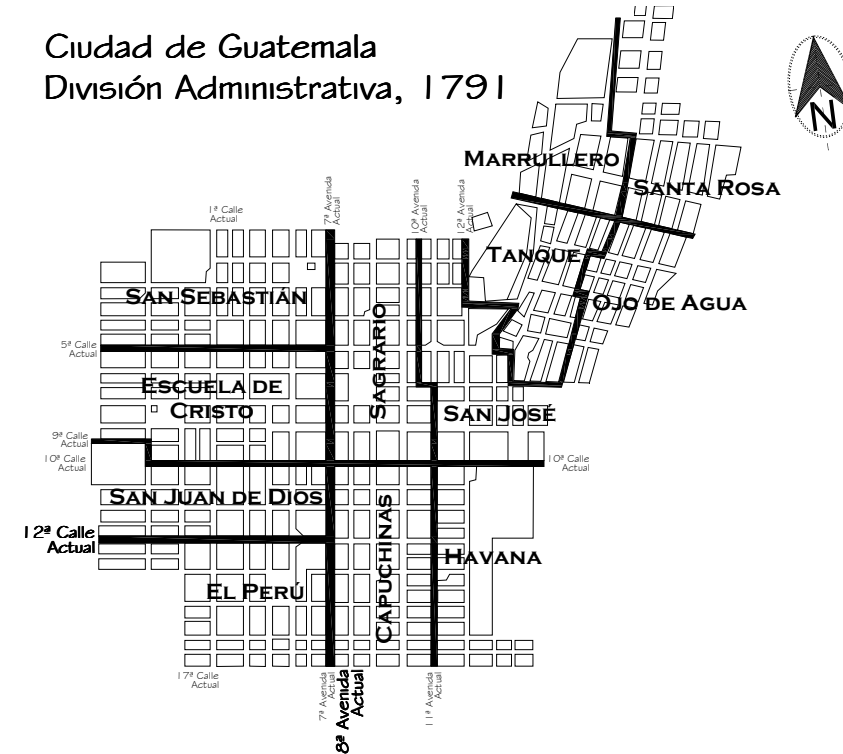 Ciudad de Guatemala
División Administrativa, 1791
N
MARRULLERO
SANTA ROSA
7ª Avenida
Actual
10ª Avenida
Actual
12ª Avenida
Actual
1ª Calle
Actual
TANQUE
SAN SEBASTIÁN
OJO DE AGUA
SAGRARIO
5ª Calle
Actual
ESCUELA DE
CRISTO
SAN JOSÉ
9ª Calle
Actual
10ª Calle
Actual
10ª Calle
Actual
SAN JUAN DE DIOS
12ª Calle
Actual
CAPUCHINAS
HAVANA
EL PERÚ
17ª Calle
Actual
7ª Avenida
Actual
8ª Avenida
Actual
11ª Avenida
Actual